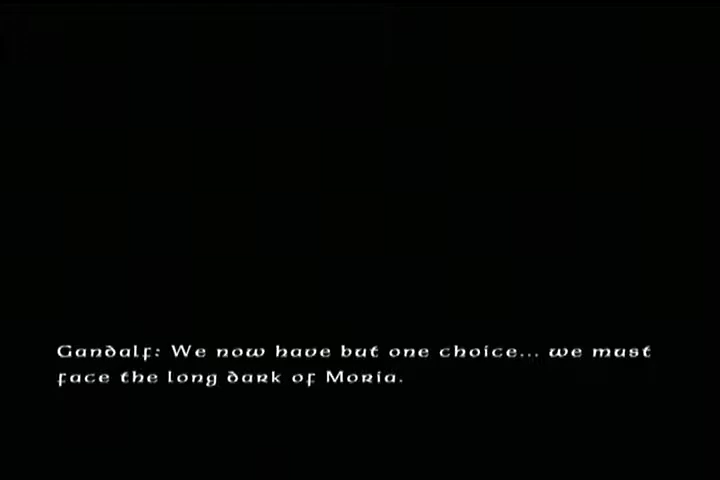 Gandalf: We now have but one choice... we must
face the long dark of Moria.